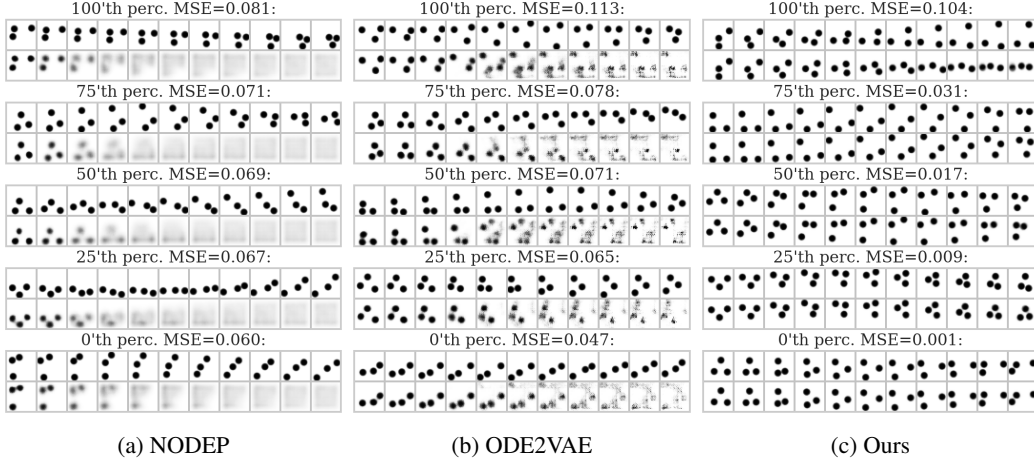 100'th perc. MSE=0.081:
75'th perc. MSE=0.071:
50'th perc. MSE=0.069:
25'th perc. MSE=0.067:
0'th perc. MSE=0.060:
(a) NODEP
100'th perc. MSE=0.113:
75'th perc. MSE=0.078:
50'th perc. MSE=0.071:
25'th perc. MSE=0.065:
0'th perc. MSE=0.047:
(b) ODE2VAE
100'th perc. MSE=0.104:
75'th perc. MSE=0.031:
50'th perc. MSE=0.017:
25'th perc. MSE=0.009:
0'th perc. MSE=0.001:
(c) Ours